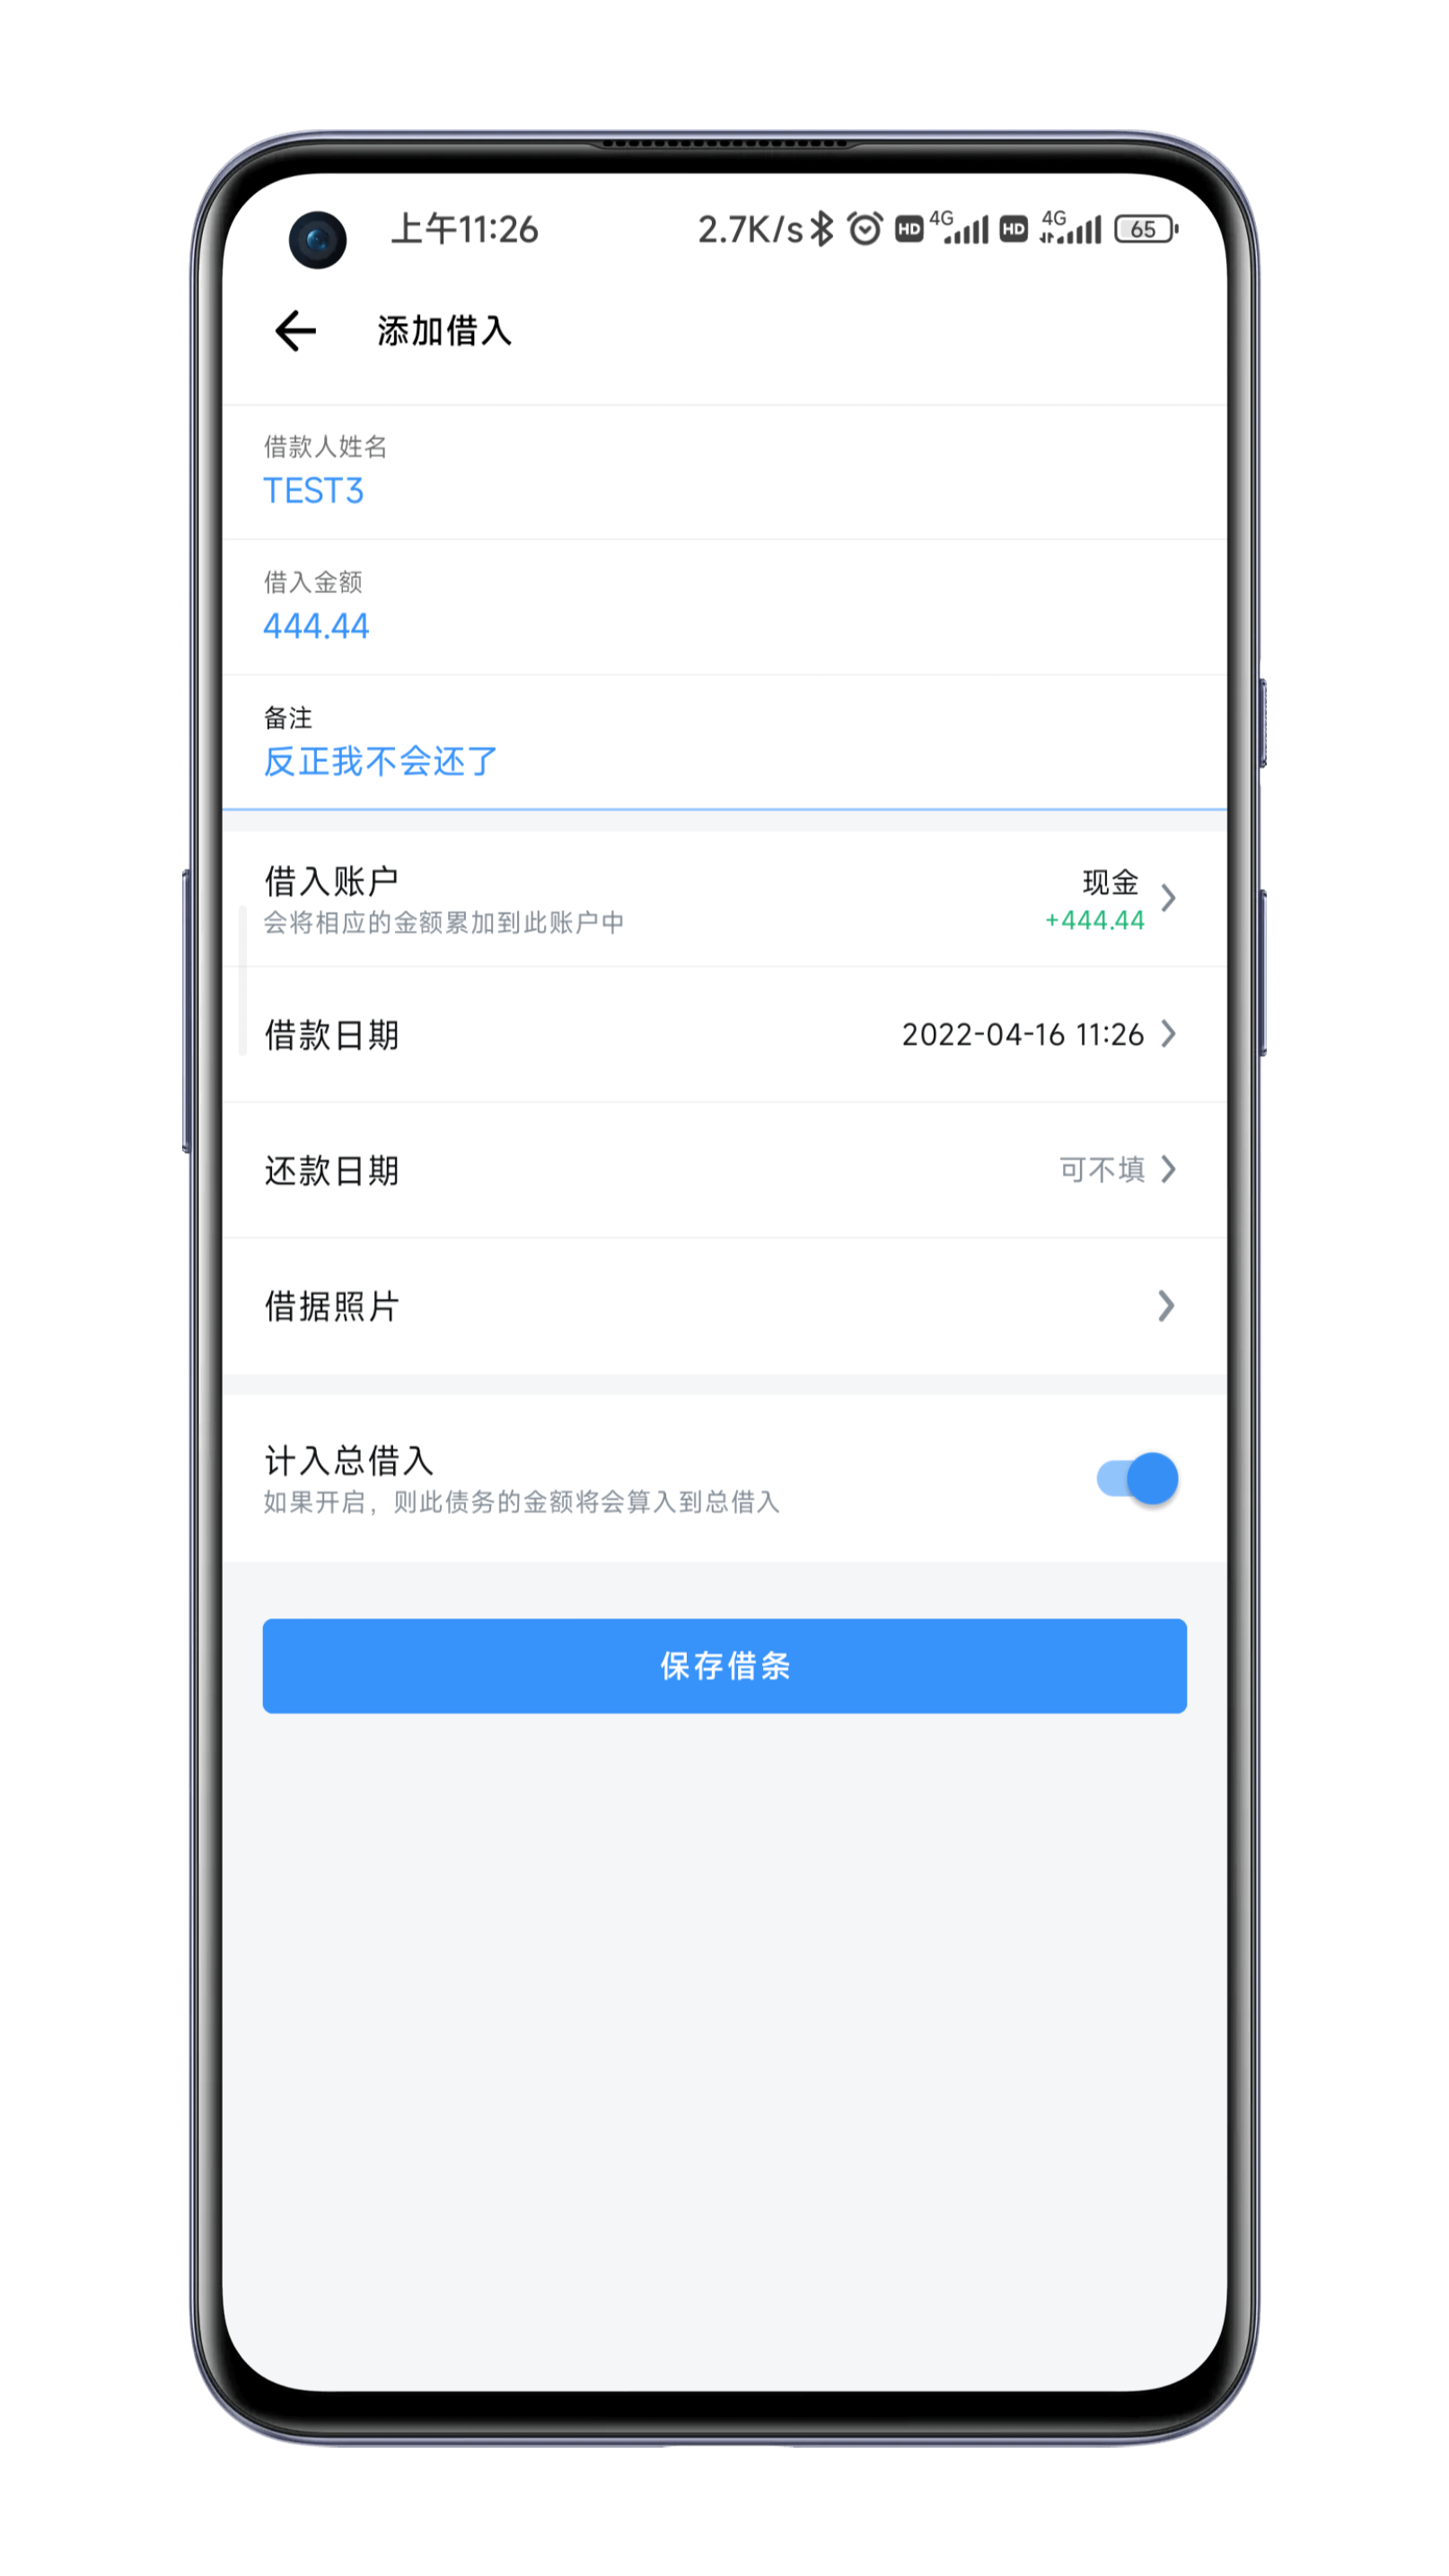 上午11:26
2.7K/s HD 4G HD 4G 65
添加借入
借款人姓名
TEST3
借入金额
444.44
备注
反正我不会还了
借入账户
现金
会将相应的金额累加到此账户中
+444.44
借款日期
2022-04-16 11:26
还款日期
可不填
借据照片
计入总借入
如果开启，则此债务的金额将会算入到总借入
保存借条